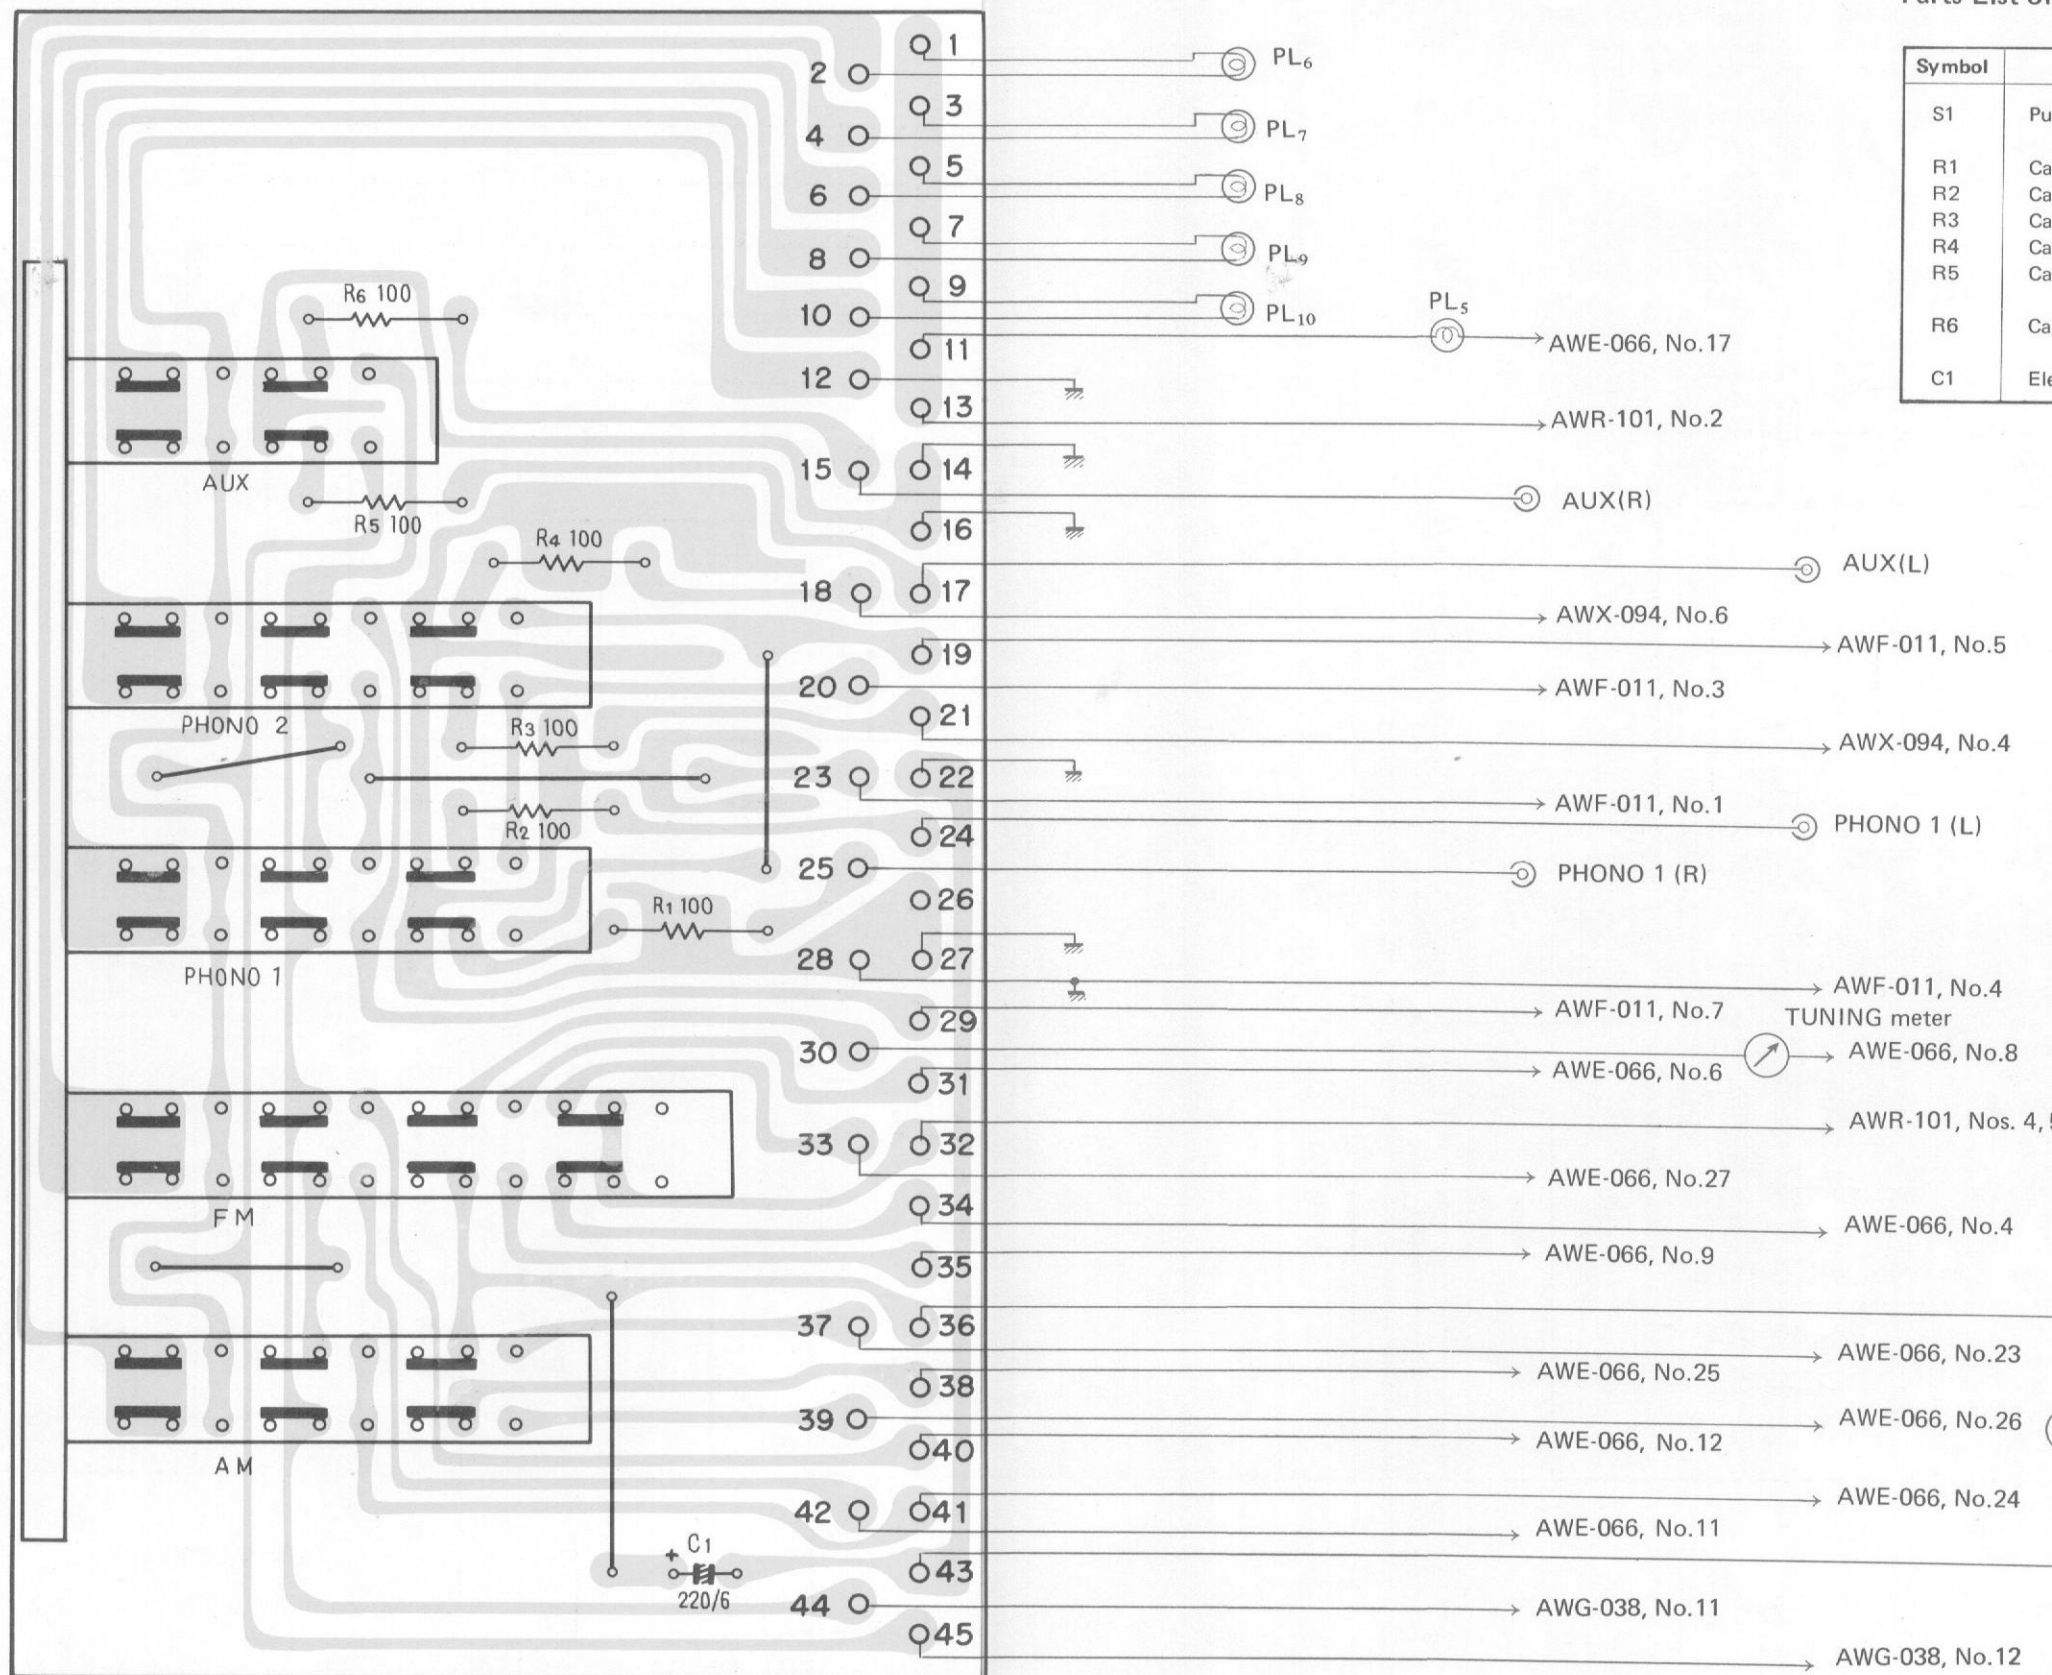 Symbol
S1
R1 Ca
R2 Ca
R3 Ca
R4 Ca
R5 Ca
R6 Ca
C1
1
2
PL6
3
4
PL7
5
6
PL8
7
8
PL9
9
10
PL10
PL5
11
AWE-066, No.17
12
13
AWR-101, No.2
14
15
AUX(R)
16
AUX(L)
17
18
AWX-094, No.6
19
AWF-011, No.5
20
AWF-011, No.3
21
AWX-094, No.4
22
23
AWF-011, No.1
24
PHONO 1 (L)
25
PHONO 1 (R)
26
27
28
AWF-011, No.4
29
AWF-011, No.7
TUNING meter
30
AWE-066, No.8
31
AWE-066, No.6
32
AWR-101, Nos. 4,
33
AWE-066, No.27
34
AWE-066, No.4
35
AWE-066, No.9
36
37
AWE-066, No.23
38
AWE-066, No.25
39
AWE-066, No.26
40
AWE-066, No.12
41
AWE-066, No.24
42
AWE-066, No.11
43
44
AWG-038, No.11
45
AWG-038, No.12
R6 100
AUX
R5 100
R4 100
PHONO 2
R3 100
R2 100
R1 100
PHONO 1
FM
AM
+ C1
220/6